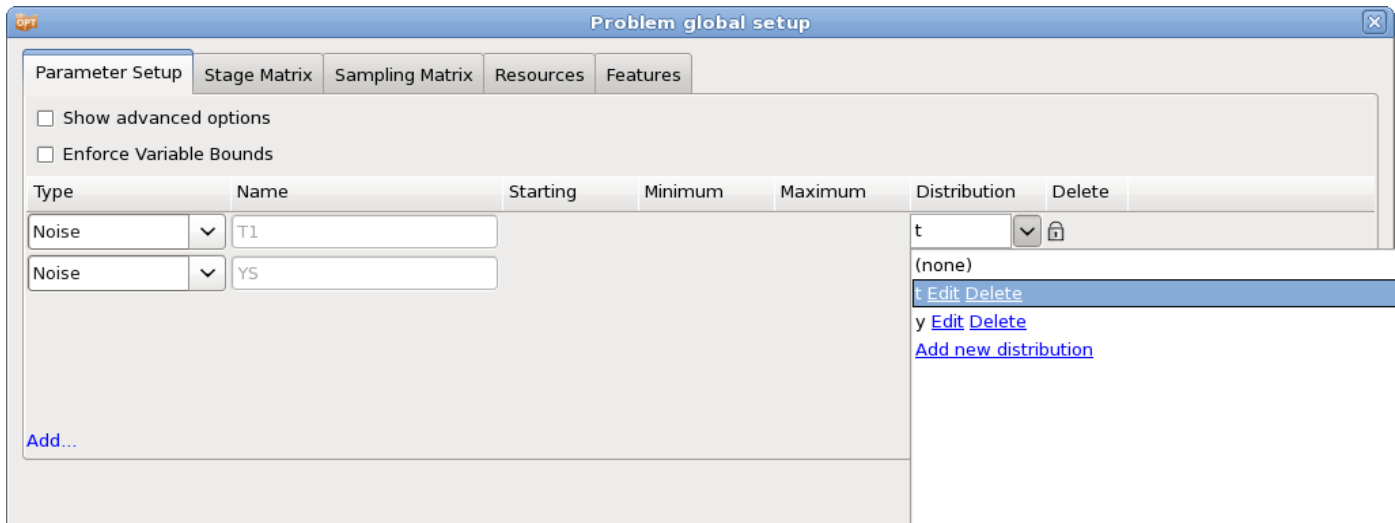 OPT Problem global setup
Parameter Setup Stage Matrix Sampling Matrix Resources Features
Show advanced options
Enforce Variable Bounds
Type Name Starting Minimum Maximum Distribution Delete
Noise T1 t
(none)
Noise YS
t Edit Delete
y Edit Delete
Add new distribution
Add...